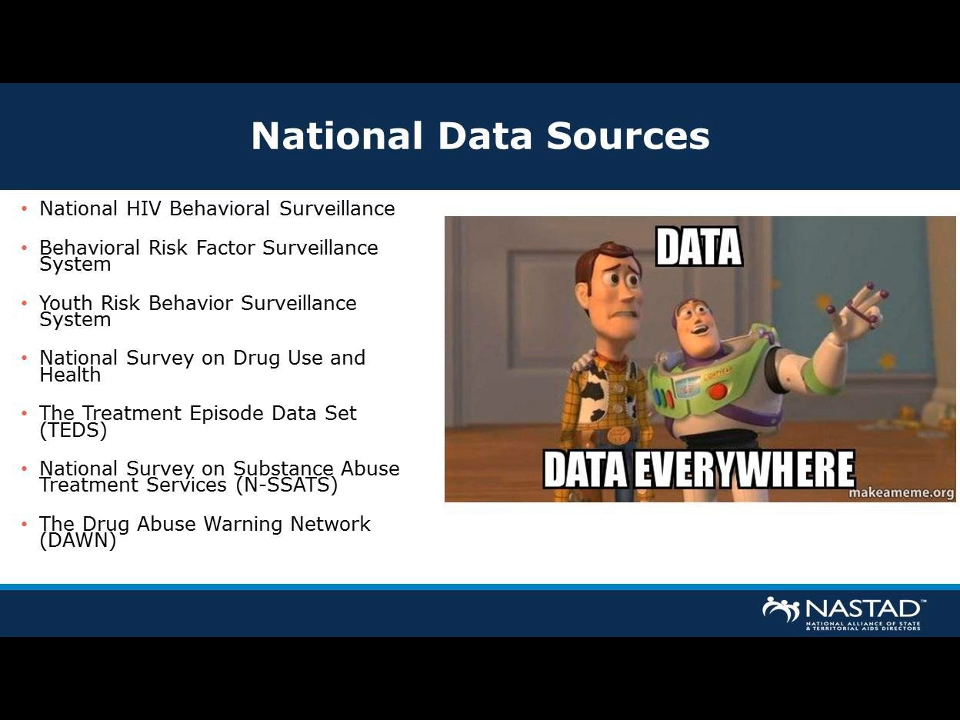 National Data Sources
• National HIV Behavioral Surveillance
• Behavioral Risk Factor Surveillance
System
• Youth Risk Behavior Surveillance
System
• National Survey on Drug Use and
Health
• The Treatment Episode Data Set
(TEDS)
• National Survey on Substance Abuse
Treatment Services (N-SSATS)
• The Drug Abuse Warning Network
(DAWN)
DATA
LIGHTYEAR
DATA EVERYWHERE
makeameme.org
NASTAD™
NATIONAL ALLIANCE OF STATE
& TERRITORIAL AIDS DIRECTORS